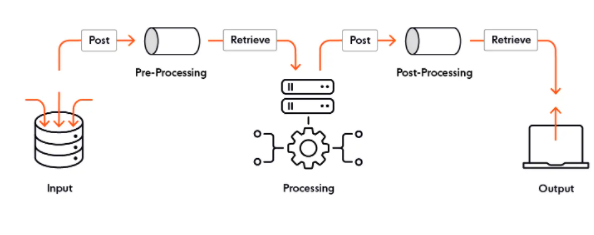 Post
Retrieve
Post
Retrieve
Pre-Processing
Post-Processing
Input
Processing
Output